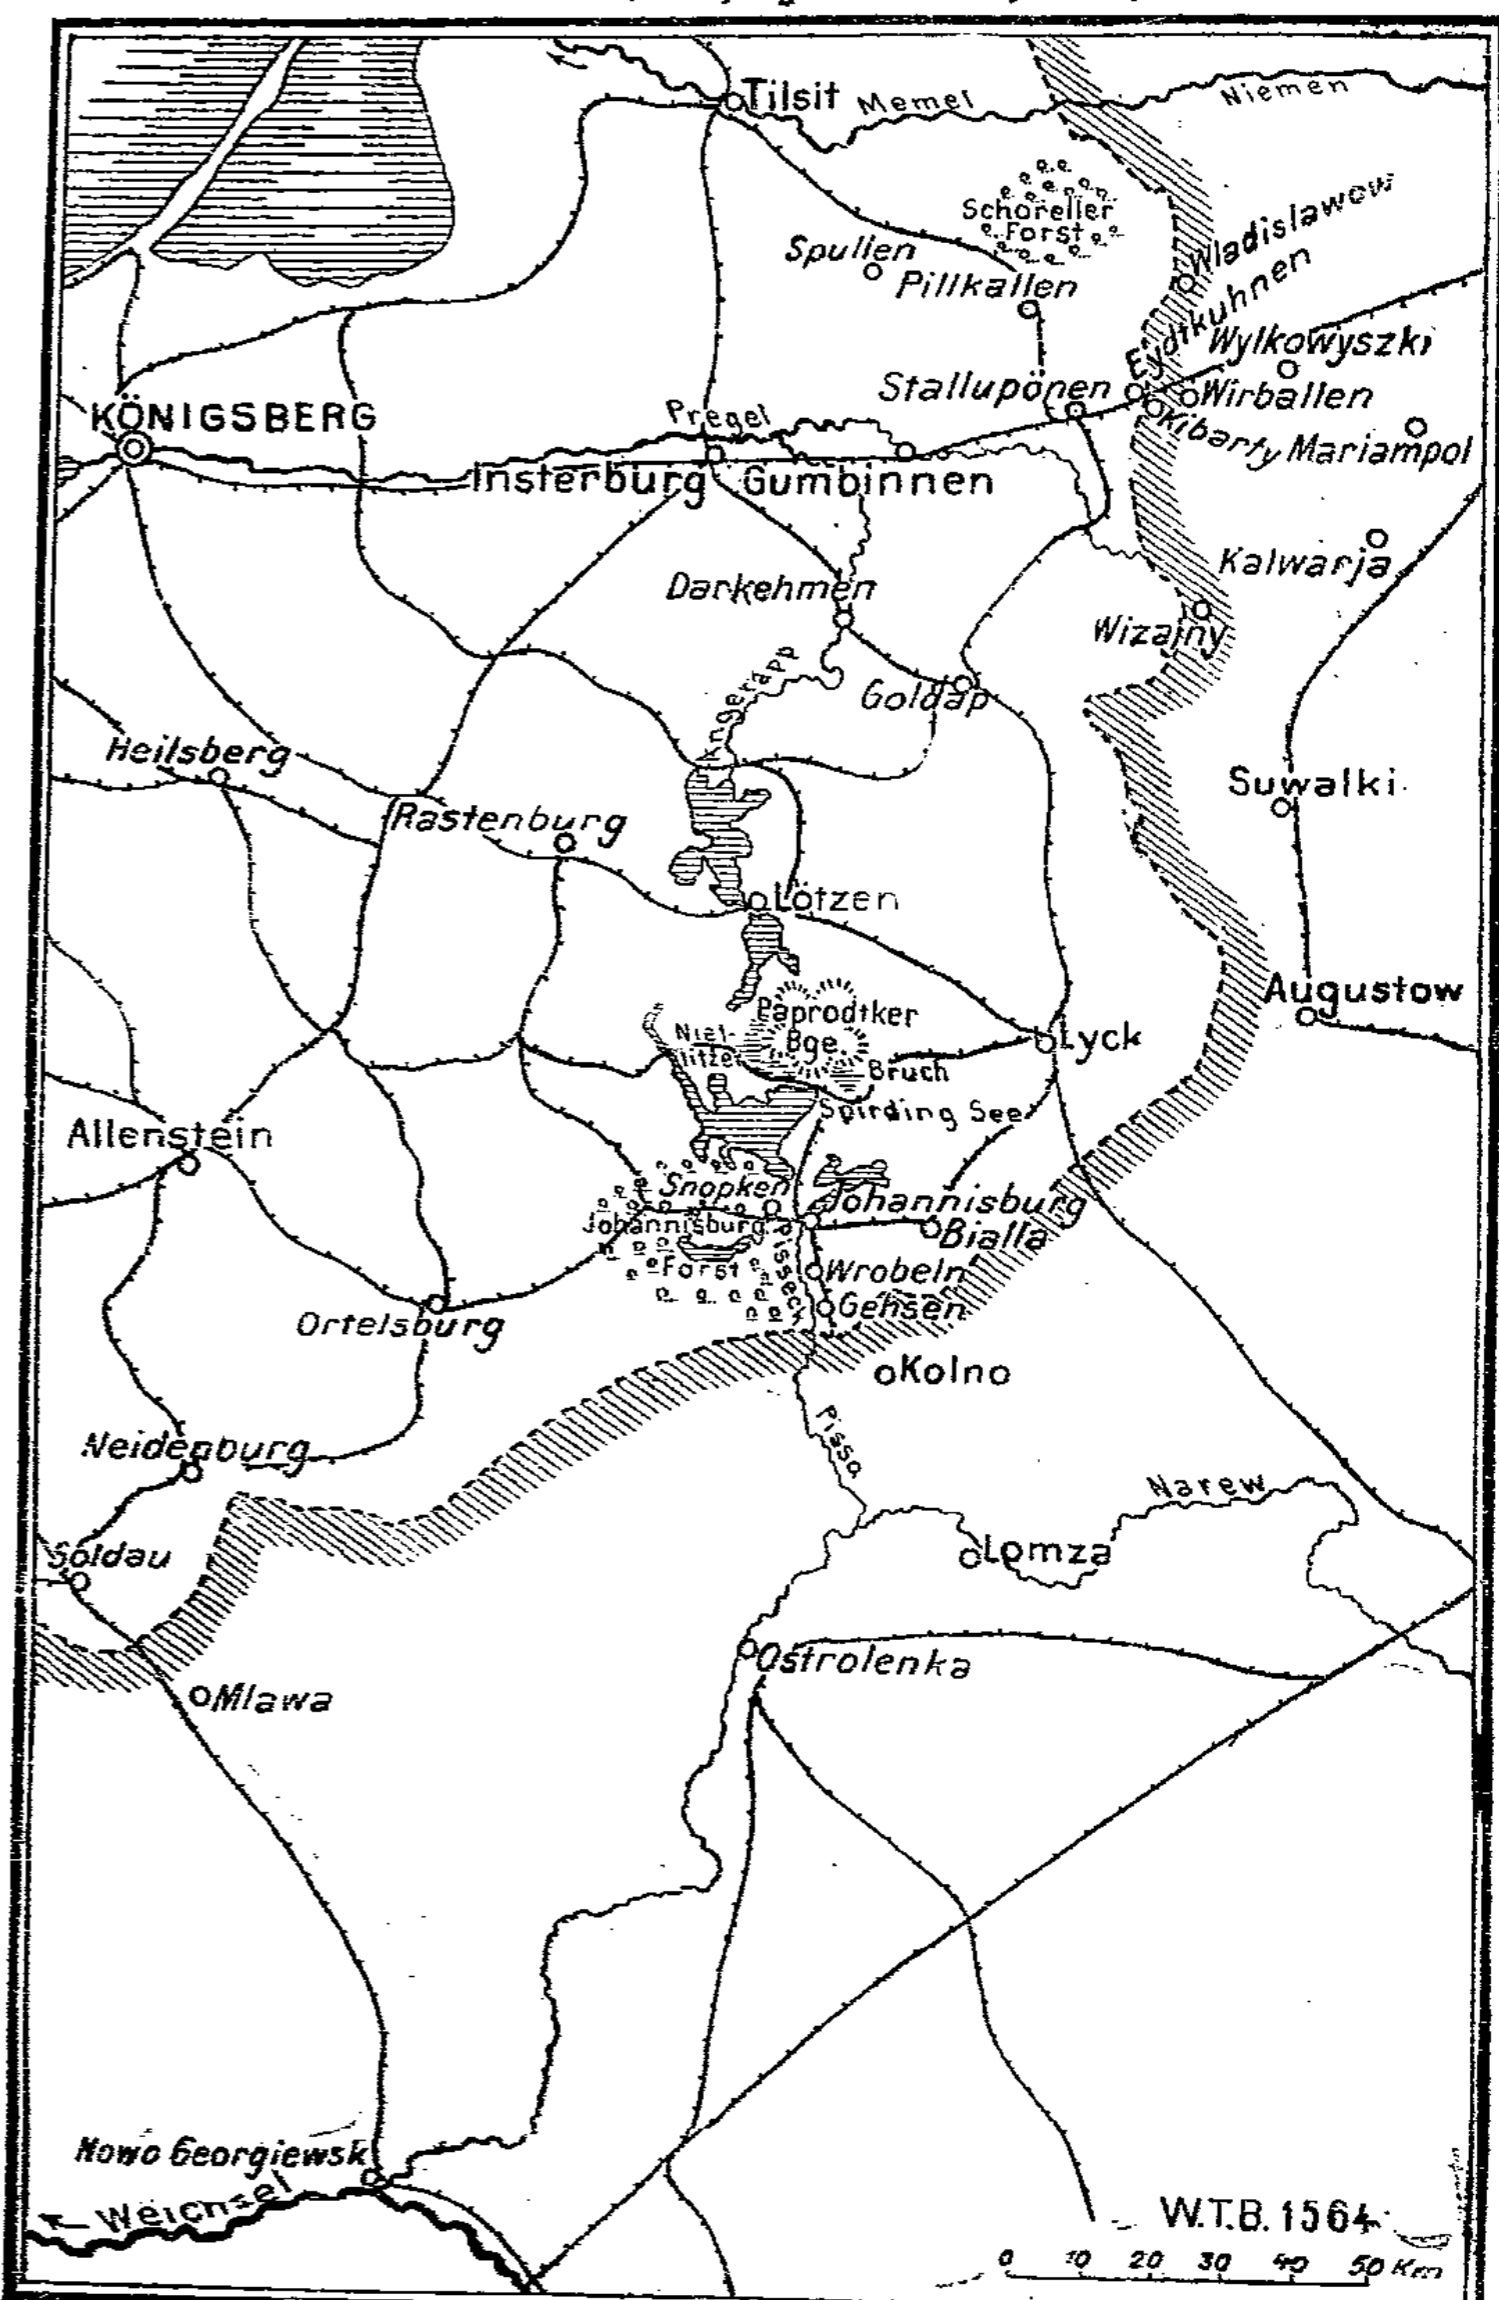 Tilsit
Memel
Niemen
Schoreller
Forst
Wladislawow
Spullen
Pillkallen
Eydtkuhnen
Wylkowyszki
Stallupönen
Wirballen
KÖNIGSBERG
Pregel
Kibarty
Mariampol
Insterburg
Gumbinnen
Kalwarja
Darkehmen
Wizajny
Angerapp
Goldap
Heilsberg
Suwalki
Rastenburg
Lötzen
Augustow
Paprodtker
Bge
Niet-
litzer
Bruch
Lyck
Spirding See
Allenstein
Snopken
Johannisburg
Johannisburg.
Forst
Pisseck
Bialla
Wrobeln
Gehsen
Ortelsburg
Kolno
Pissa
Neidenburg
Narew
Soldau
Lomza
Ostrolenka
Mlawa
Nowo Georgiewsk
Weichsel
W.T.B. 1564
0 10 20 30 40 50 Km